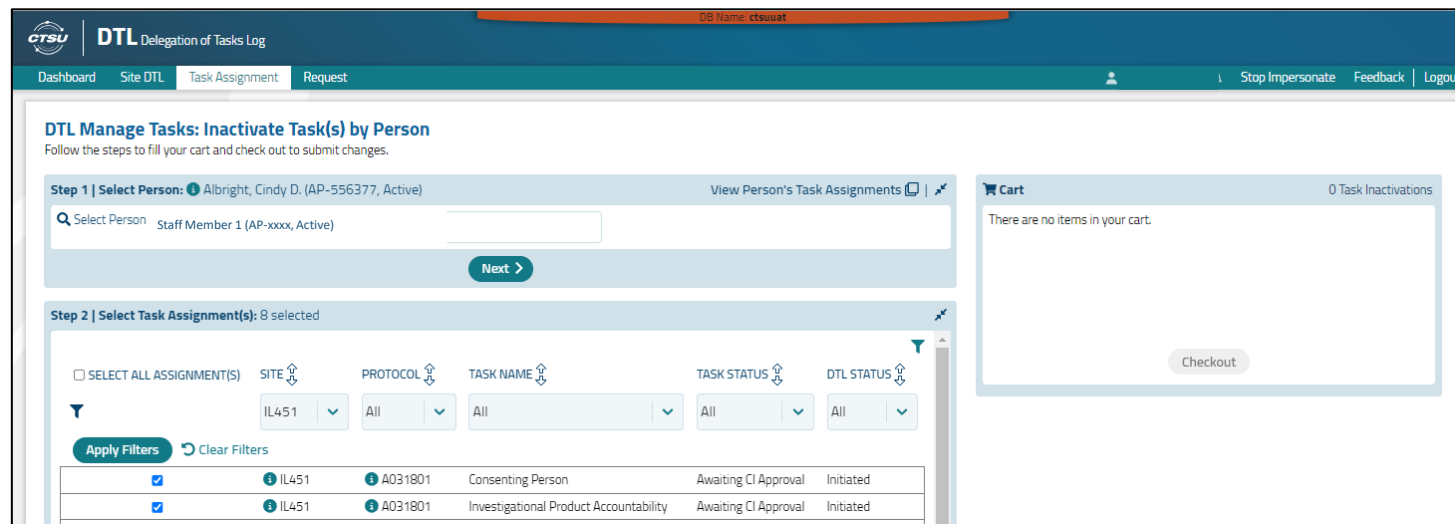 DB Name: ctsuuat
CTSU DTL Delegation of Tasks Log
Dashboard Site DTL Task Assignment Request Stop Impersonate Feedback Logou
DTL Manage Tasks: Inactivate Task(s) by Person
Follow the steps to fill your cart and check out to submit changes.
Step 1 | Select Person: Albright, Cindy D. (AP-556377, Active) View Person's Task Assignments |
Select Person Staff Member 1 (AP-xxxx, Active)
Next
Cart 0 Task Inactivations
There are no items in your cart.
Checkout
Step 2 | Select Task Assignment(s): 8 selected
SELECT ALL ASSIGNMENT(S) SITE PROTOCOL TASK NAME TASK STATUS DTL STATUS
IL451 All All All All
Apply Filters Clear Filters
IL451 A031801 Consenting Person Awaiting CI Approval Initiated
IL451 A031801 Investigational Product Accountability Awaiting CI Approval Initiated